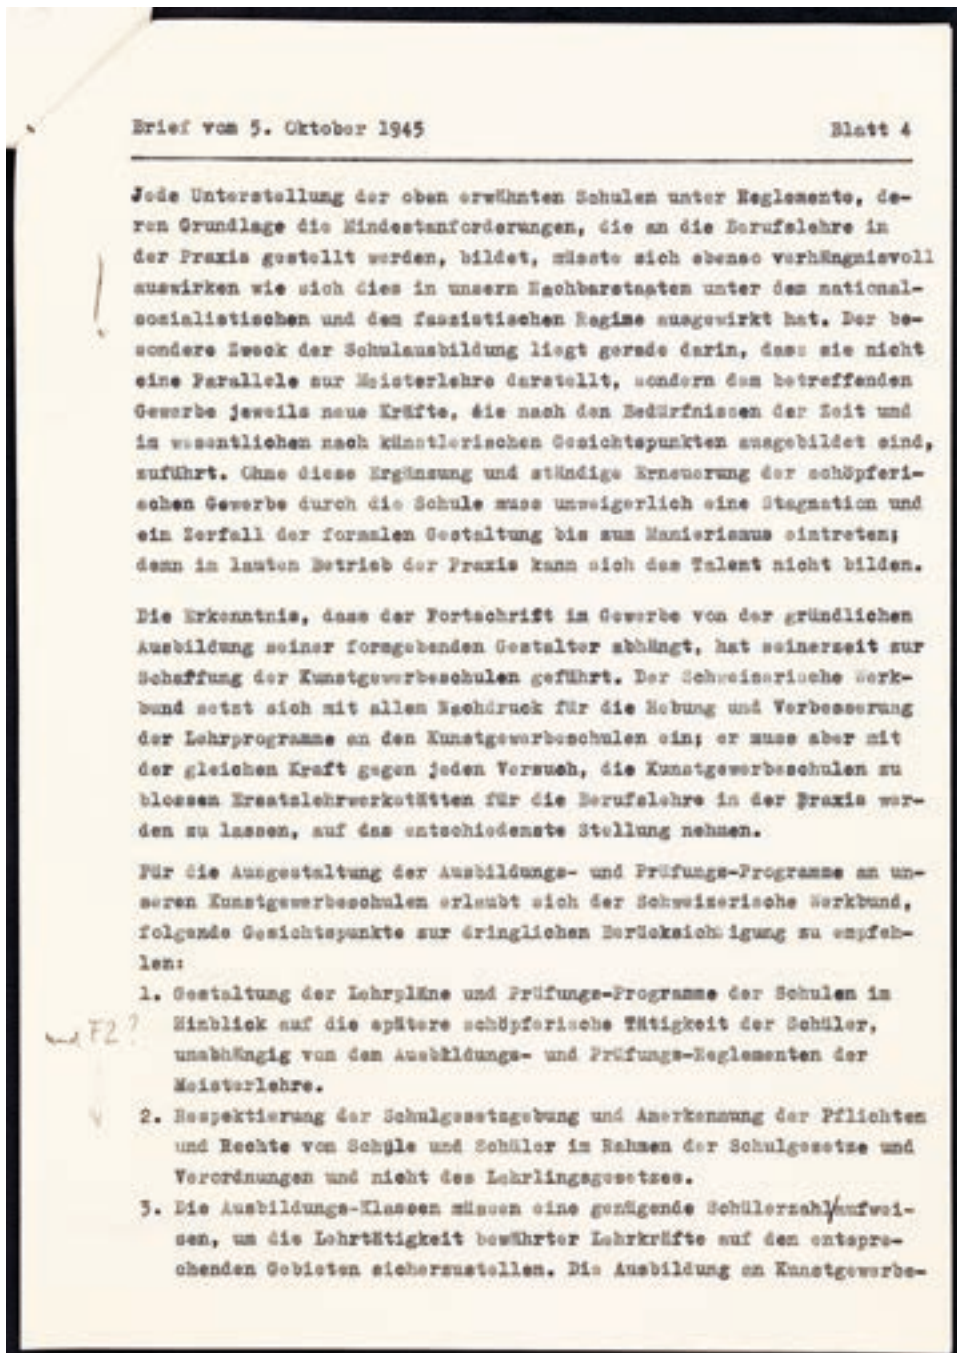 Brief vom 5. Oktober 1945 Blatt 4
Jede Unterstellung der oben erwähnten Schulen unter Reglemente, de-
ren Grundlage die Mindestanforderungen, die an die Berufslehre in
der Praxis gestellt werden, bildet, müsste sich ebenso verhängnisvoll
auswirken wie sich dies in unsern Nachbarstaaten unter dem national-
sozialistischen und dem faszistischen Regime ausgewirkt hat. Der be-
sondere Zweck der Schulausbildung liegt gerade darin, dass sie nicht
eine Parallele zur Meisterlehre darstellt, sondern dem betreffenden
Gewerbe jeweils neue Kräfte, die nach den Bedürfnissen der Zeit und
im wesentlichen nach künstlerischen Gesichtspunkten ausgebildet sind,
zuführt. Ohne diese Ergänzung und ständige Erneuerung der schöpferi-
schen Gewerbe durch die Schule muss unweigerlich eine Stagnation und
ein Zerfall der formalen Gestaltung bis zum Manierismus eintreten;
denn im lauten Betrieb der Praxis kann sich das Talent nicht bilden.
Die Erkenntnis, dass der Fortschrift im Gewerbe von der gründlichen
Ausbildung seiner formgebenden Gestalter abhängt, hat seinerzeit zur
Schaffung der Kunstgewerbeschulen geführt. Der Schweizerische Werk-
bund setzt sich mit allem Nachdruck für die Hebung und Verbesserung
der Lehrprogramme an den Kunstgewerbeschulen ein; er muss aber mit
der gleichen Kraft gegen jeden Versuch, die Kunstgewerbeschulen zu
blossen Ersatzlehrwerkstätten für die Berufslehre in der Praxis wer-
den zu lassen, auf das entschiedenste Stellung nehmen.
Für die Ausgestaltung der Ausbildungs- und Prüfungs-Programme an un-
seren Kunstgewerbeschulen erlaubt sich der Schweizerische Werkbund,
folgende Gesichtspunkte zur dringlichen Berücksichtigung zu empfeh-
len:
1. Gestaltung der Lehrpläne und Prüfungs-Programme der Schulen im
und F2? Hinblick auf die spätere schöpferische Tätigkeit der Schüler,
unabhängig von den Ausbildungs- und Prüfungs-Reglementen der
Meisterlehre.
2. Respektierung der Schulgesetzgebung und Anerkennung der Pflichten
und Rechte von Schule und Schüler im Rahmen der Schulgesetze und
Verordnungen und nicht des Lehrlingsgesetzes.
3. Die Ausbildungs-Klassen müssen eine genügende Schülerzahl/aufwei-
sen, um die Lehrtätigkeit bewährter Lehrkräfte auf den entspre-
chenden Gebieten sicherzustellen. Die Ausbildung an Kunstgewerbe-